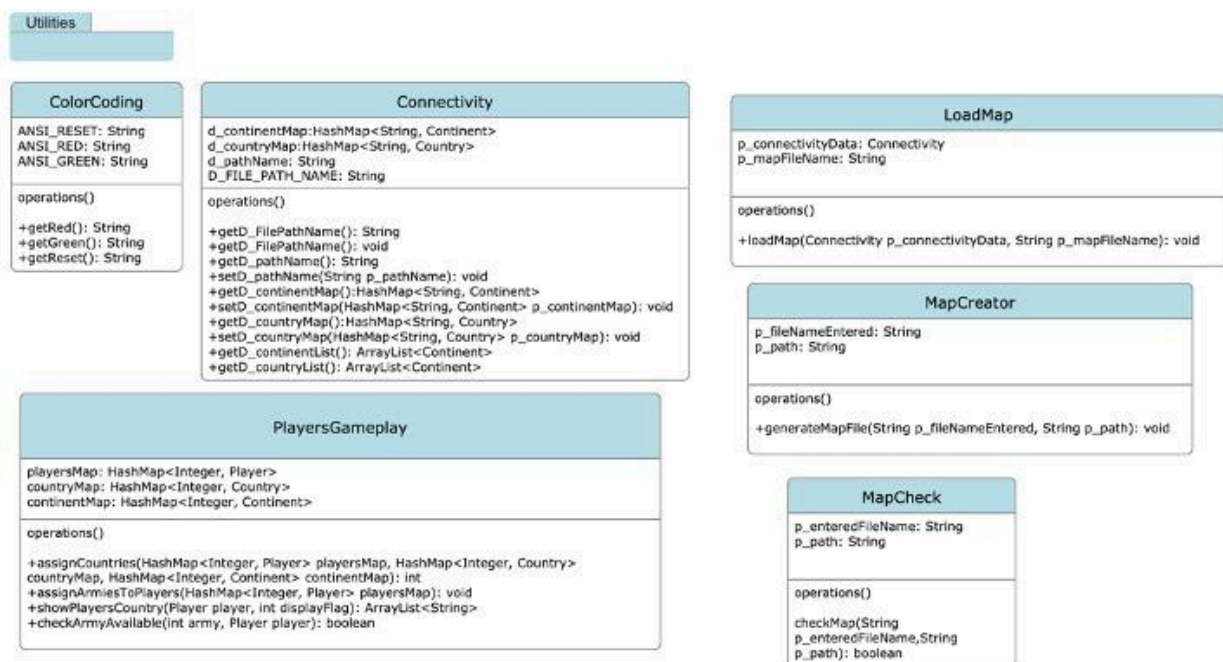 Utilities
ColorCoding
ANSI_RESET: String
ANSI_RED: String
ANSI_GREEN: String
operations()
+getRed(): String
+getGreen(): String
+getReset(): String
Connectivity
d_continentMap:HashMap<String, Continent>
d_countryMap:HashMap<String, Country>
d_pathName: String
D_FILE_PATH_NAME: String
operations()
+getD_FilePathName(): String
+getD_FilePathName(): void
+getD_pathName(): String
+setD_pathName(String p_pathName): void
+getD_continentMap():HashMap<String, Continent>
+setD_continentMap(HashMap<String, Continent> p_continentMap): void
+getD_countryMap():HashMap<String, Country>
+setD_countryMap(HashMap<String, Country> p_countryMap): void
+getD_continentList(): ArrayList<Continent>
+getD_countryList(): ArrayList<Continent>
LoadMap
p_connectivityData: Connectivity
p_mapFileName: String
operations()
+loadMap(Connectivity p_connectivityData, String p_mapFileName): void
MapCreator
p_fileNameEntered: String
p_path: String
operations()
+generateMapFile(String p_fileNameEntered, String p_path): void
PlayersGameplay
playersMap: HashMap<Integer, Player>
countryMap: HashMap<Integer, Country>
continentMap: HashMap<Integer, Continent>
operations()
+assignCountries(HashMap<Integer, Player> playersMap, HashMap<Integer, Country>
countryMap, HashMap<Integer, Continent> continentMap): int
+assignArmiesToPlayers(HashMap<Integer, Player> playersMap): void
+showPlayersCountry(Player player, int displayFlag): ArrayList<String>
+checkArmyAvailable(int army, Player player): boolean
MapCheck
p_enteredFileName: String
p_path: String
operations()
checkMap(String
p_enteredFileName,String
p_path): boolean